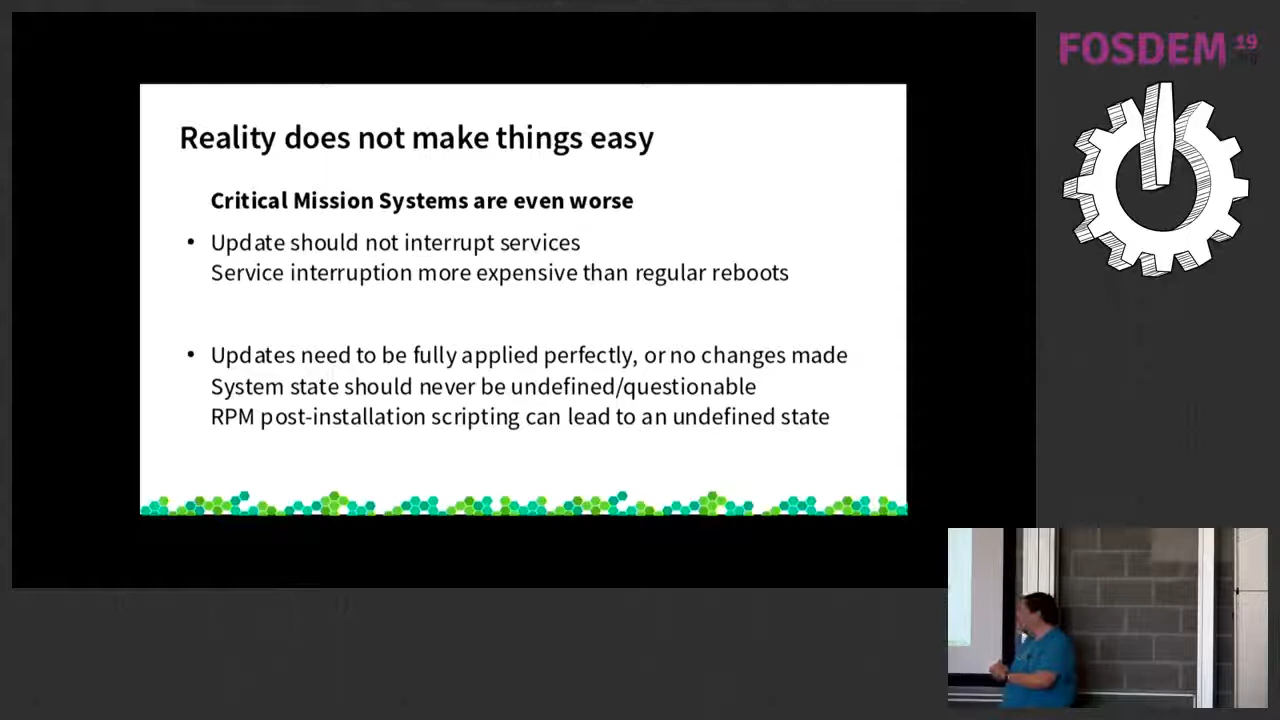 Reality does not make things easy
Critical Mission Systems are even worse
• Update should not interrupt services
Service interruption more expensive than regular reboots
• Updates need to be fully applied perfectly, or no changes made
System state should never be undefined/questionable
RPM post-installation scripting can lead to an undefined state
FOSDEM 19